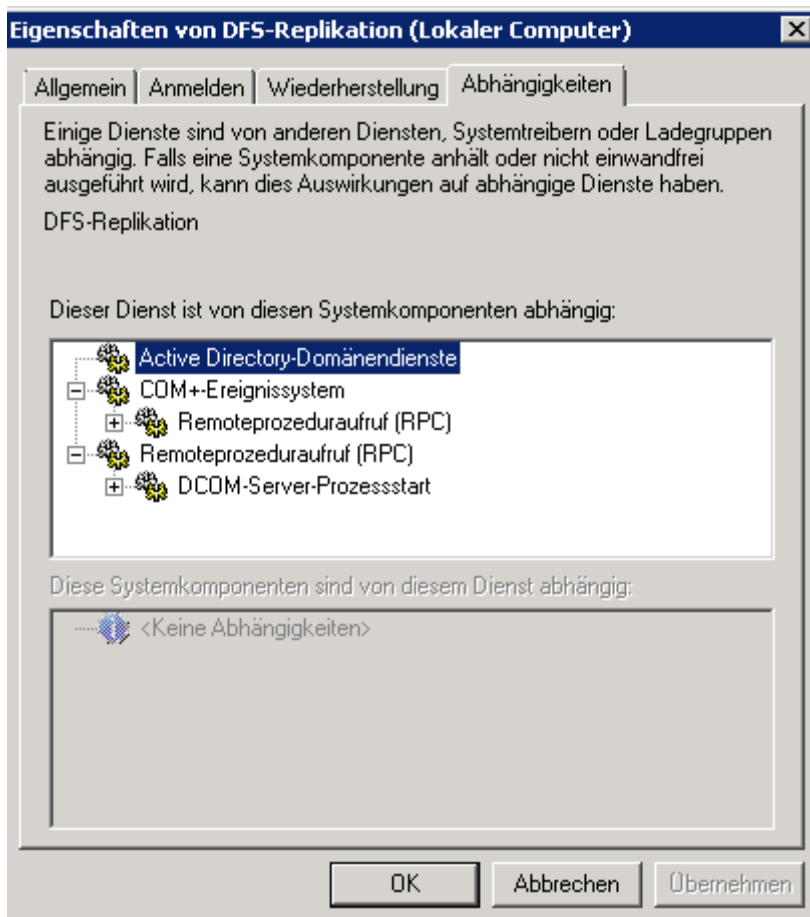 Eigenschaften von DFS-Replikation (Lokaler Computer)
Allgemein Anmelden Wiederherstellung Abhängigkeiten
Einige Dienste sind von anderen Diensten, Systemtreibern oder Ladegruppen
abhängig. Falls eine Systemkomponente anhält oder nicht einwandfrei
ausgeführt wird, kann dies Auswirkungen auf abhängige Dienste haben.
DFS-Replikation
Dieser Dienst ist von diesen Systemkomponenten abhängig:
Active Directory-Domänendienste
COM+-Ereignissystem
Remoteprozeduraufruf (RPC)
Remoteprozeduraufruf (RPC)
DCOM-Server-Prozessstart
Diese Systemkomponenten sind von diesem Dienst abhängig:
<Keine Abhängigkeiten>
OK Abbrechen Übernehmen